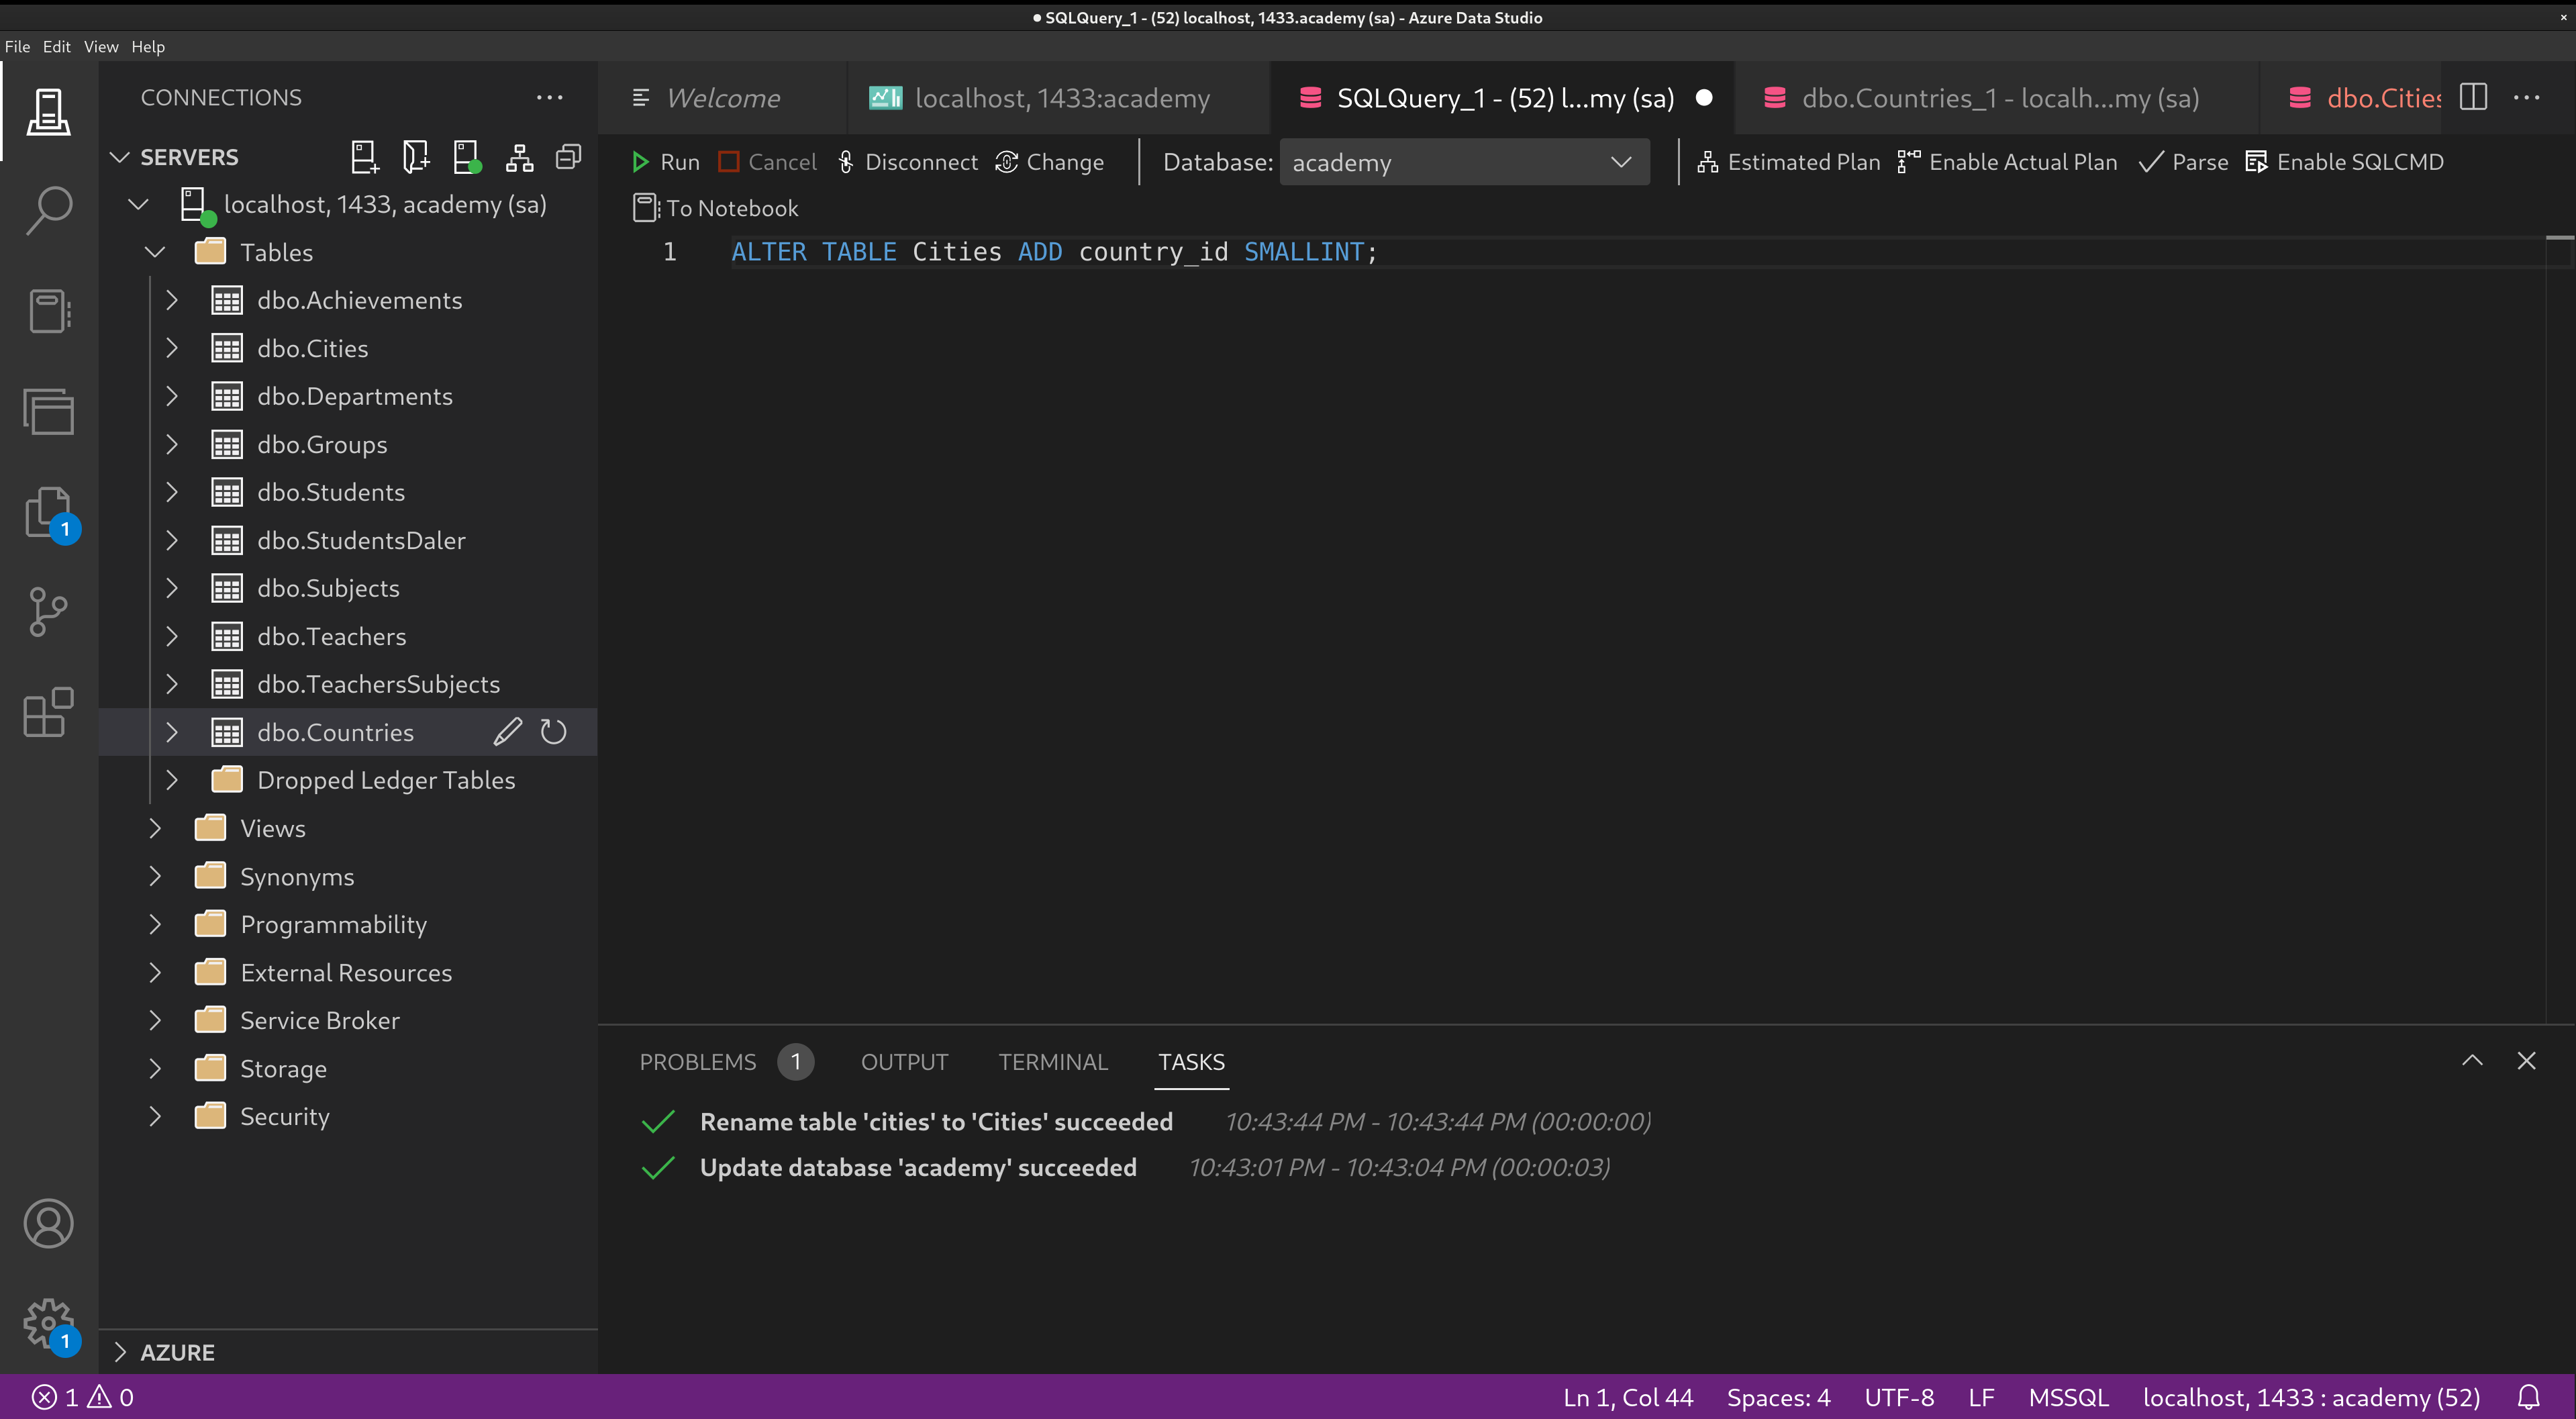 SQLQuery_1 - (52) localhost, 1433.academy (sa) - Azure Data Studio
File Edit View Help
CONNECTIONS
SERVERS
localhost, 1433, academy (sa)
Tables
dbo.Achievements
dbo.Cities
dbo.Departments
dbo.Groups
dbo.Students
dbo.StudentsDaler
dbo.Subjects
dbo.Teachers
dbo.TeachersSubjects
dbo.Countries
Dropped Ledger Tables
Views
Synonyms
Programmability
External Resources
Service Broker
Storage
Security
AZURE
1
1
Welcome
localhost, 1433:academy
SQLQuery_1 - (52) l...my (sa)
dbo.Countries_1 - localh...my (sa)
dbo.Cities
Run Cancel Disconnect Change Database: academy Estimated Plan Enable Actual Plan Parse Enable SQLCMD
To Notebook
1 ALTER TABLE Cities ADD country_id SMALLINT;
PROBLEMS 1 OUTPUT TERMINAL TASKS
Rename table 'cities' to 'Cities' succeeded 10:43:44 PM - 10:43:44 PM (00:00:00)
Update database 'academy' succeeded 10:43:01 PM - 10:43:04 PM (00:00:03)
1 0 Ln 1, Col 44 Spaces: 4 UTF-8 LF MSSQL localhost, 1433 : academy (52)